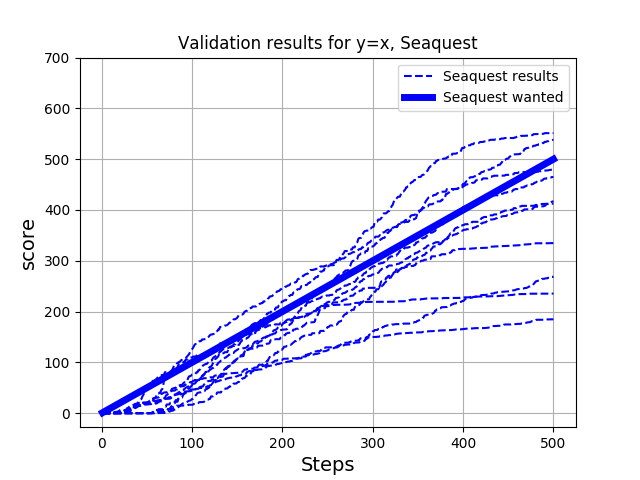 Validation results for y=x, Seaquest
Seaquest results
Seaquest wanted
score
700
600
500
400
300
200
100
0
0 100 200 300 400 500
Steps